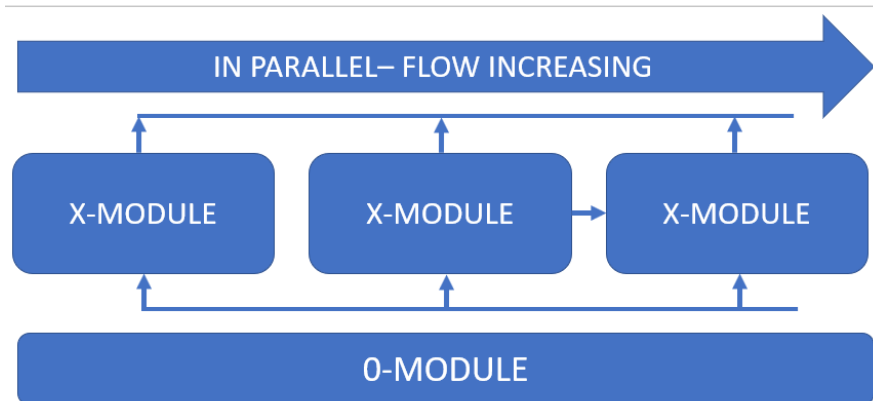 IN PARALLEL– FLOW INCREASING
X-MODULE
X-MODULE
X-MODULE
0-MODULE